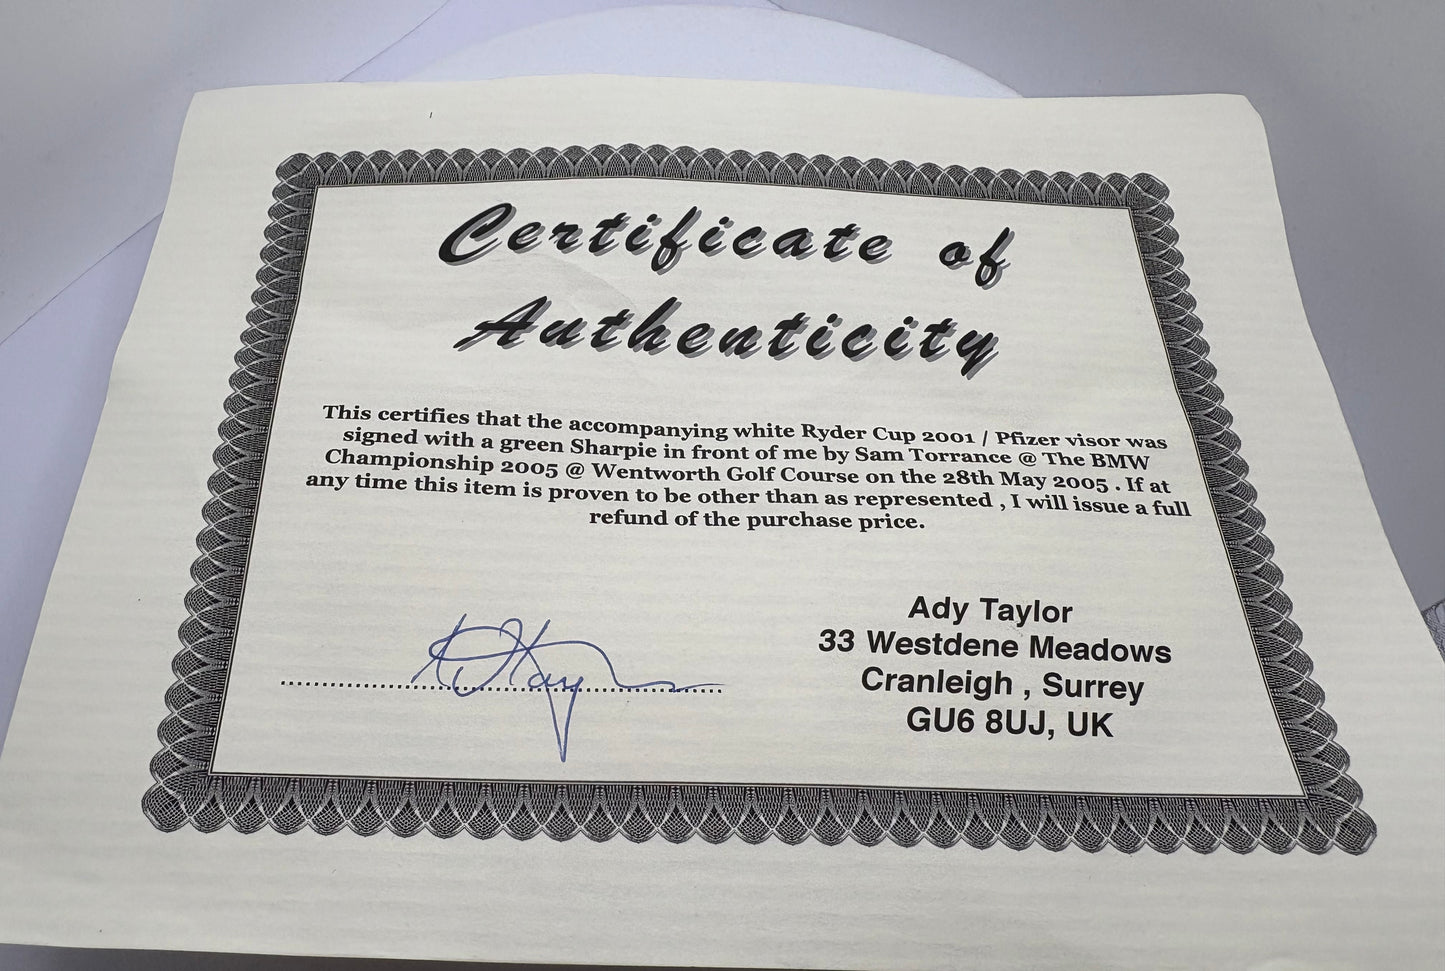 Certificate of
Authenticity
This certifies that the accompanying white Ryder Cup 2001 / Pfizer visor was
signed with a green Sharpie in front of me by Sam Torrance @ The BMW
Championship 2005 @ Wentworth Golf Course on the 28th May 2005 . If at
any time this item is proven to be other than as represented , I will issue a full
refund of the purchase price.
Ady Taylor
33 Westdene Meadows
Cranleigh , Surrey
GU6 8UJ, UK